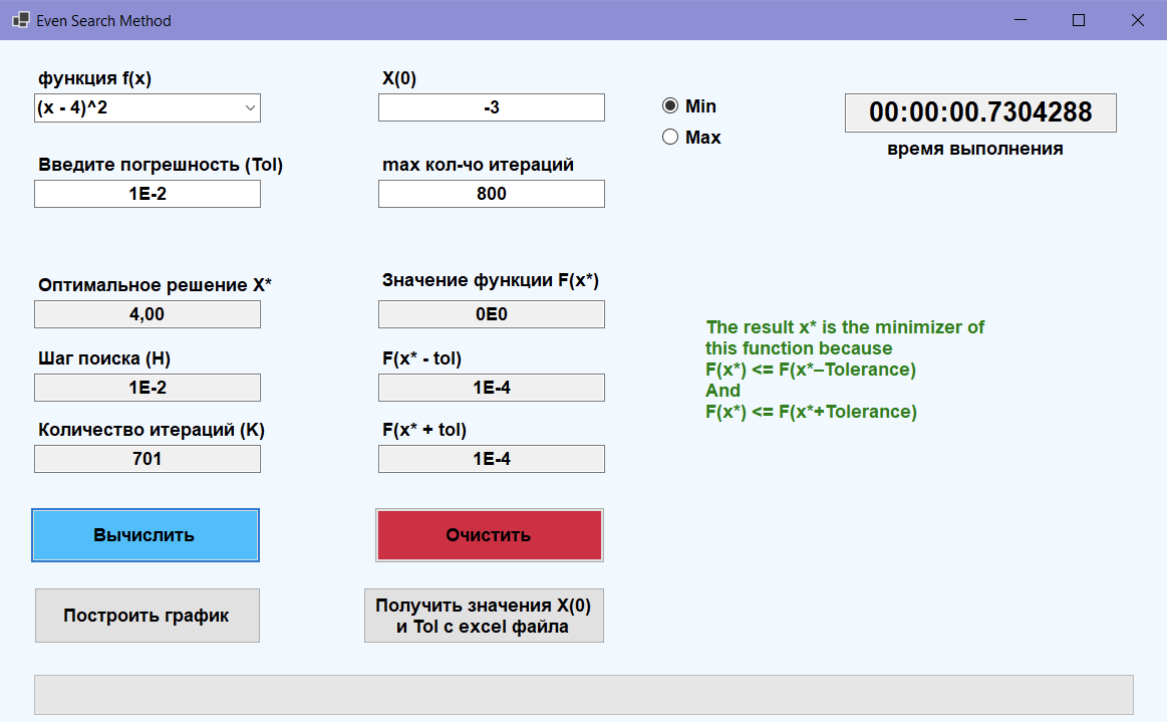 Even Search Method
функция f(x)
X(0)
(x - 4)^2
-3
Min
Max
00:00:00.7304288
время выполнения
Введите погрешность (Tol)
max кол-чо итераций
1E-2
800
Оптимальное решение X*
Значение функции F(x*)
4,00
0E0
Шаг поиска (H)
F(x* - tol)
1E-2
1E-4
Количество итераций (K)
F(x* + tol)
701
1E-4
The result x* is the minimizer of
this function because
F(x*) <= F(x*–Tolerance)
And
F(x*) <= F(x*+Tolerance)
Вычислить
Очистить
Построить график
Получить значения X(0)
и Tol с excel файла